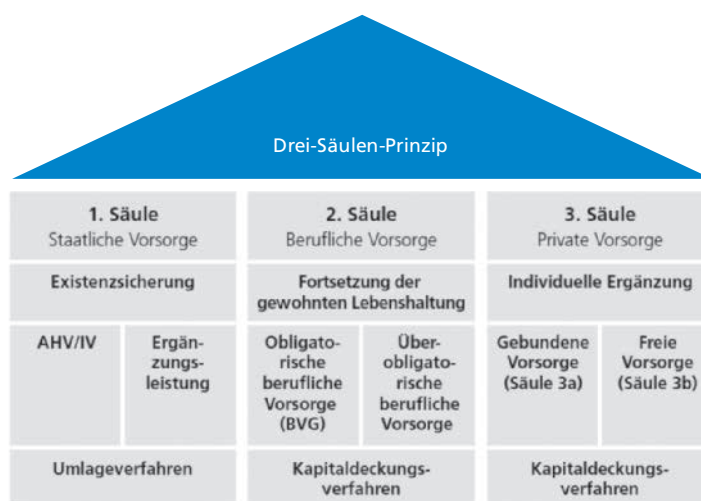 Drei-Säulen-Prinzip
1. Säule
Staatliche Vorsorge
Existenzsicherung
AHV/IV
Ergän-
zungs-
leistung
Umlageverfahren
2. Säule
Berufliche Vorsorge
Fortsetzung der
gewohnten Lebenshaltung
Obligato-
rische
berufliche
Vorsorge
(BVG)
Über-
obligato-
rische
berufliche
Vorsorge
Kapitaldeckungs-
verfahren
3. Säule
Private Vorsorge
Individuelle Ergänzung
Gebundene
Vorsorge
(Säule 3a)
Freie
Vorsorge
(Säule 3b)
Kapitaldeckungs-
verfahren